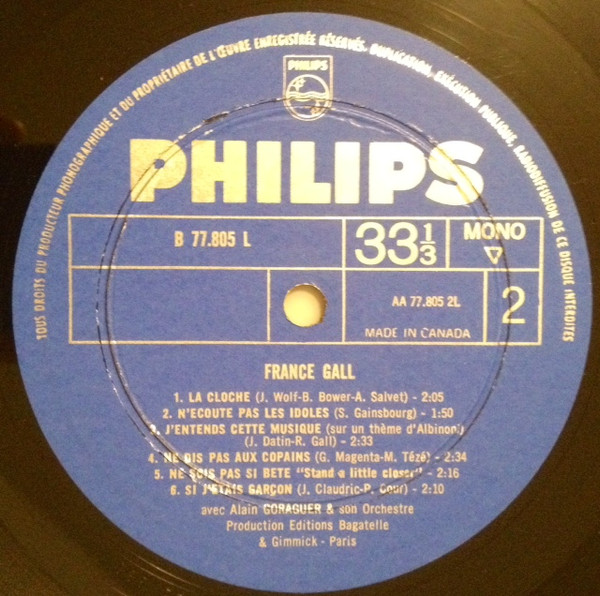 TOUS DROITS DU PRODUCTEUR PHONOGRAPHIQUE ET DU PROPRIÉTAIRE DE L'ŒUVRE ENREGISTRÉE RÉSERVÉS. DUPLICATION, EXÉCUTION PUBLIQUE, RADIODIFFUSION DE CE DISQUE INTERDITES
PHILIPS
PHILIPS
B 77.805 L
33 1/3
MONO
AA 77.805 2L
2
MADE IN CANADA
FRANCE GALL
1. LA CLOCHE (J. Wolf-B. Bower-A. Salvet) - 2:05
2. N'ECOUTE PAS LES IDOLES (S. Gainsbourg) - 1:50
3. J'ENTENDS CETTE MUSIQUE (sur un thème d'Albinoni)
(J. Datin-R. Gall) - 2:33
4. NE DIS PAS AUX COPAINS (G. Magenta-M. Tézé) - 2:34
5. NE SOIS PAS SI BETE "Stand a little closer" - 2:16
6. SI J'ETAIS GARÇON (J. Claudric-P. Cour) - 2:10
avec Alain GORAGUER & son Orchestre
Production Editions Bagatelle
& Gimmick - Paris